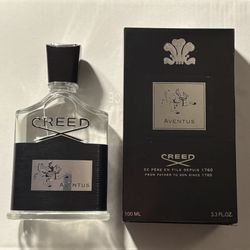 CREED
AVENTUS
AVENTUS
CREED
DE PERE EN FILS DEPUIS 1760
FROM FATHER TO SON SINCE 1760
100 ML
3.3 FL.OZ.